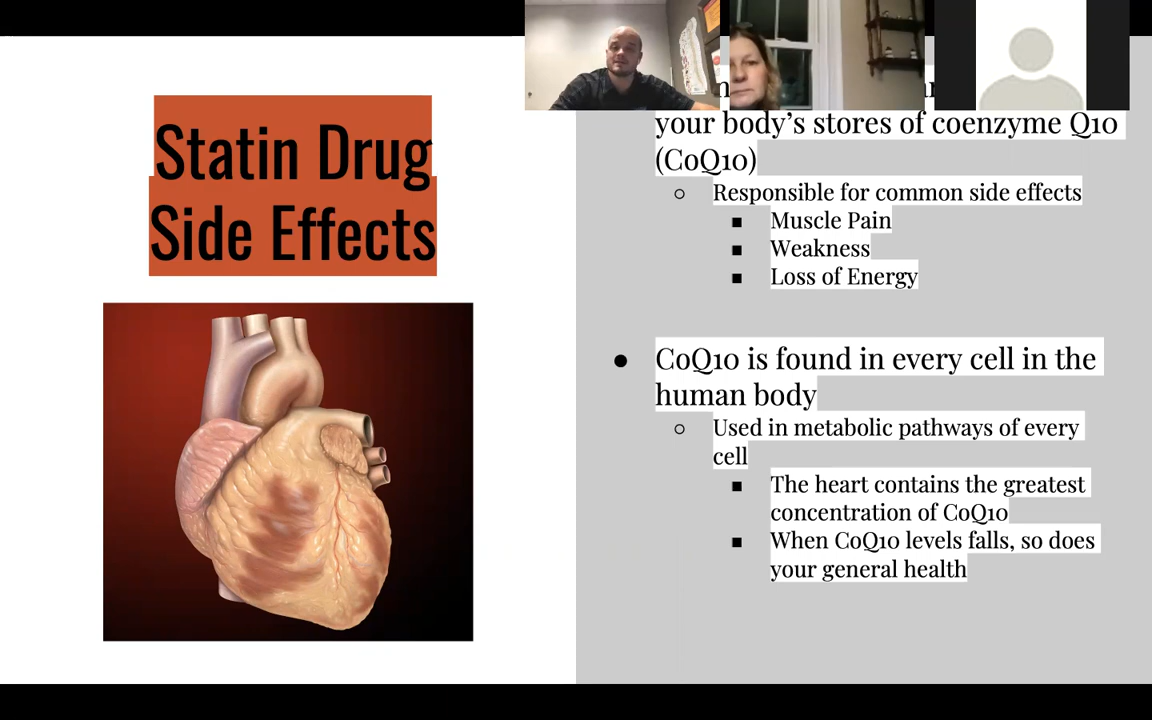 Statin Drug
Side Effects
your body’s stores of coenzyme Q10
(CoQ10)
○ Responsible for common side effects
■ Muscle Pain
■ Weakness
■ Loss of Energy
● CoQ10 is found in every cell in the
human body
○ Used in metabolic pathways of every
cell
■ The heart contains the greatest
concentration of CoQ10
■ When CoQ10 levels falls, so does
your general health